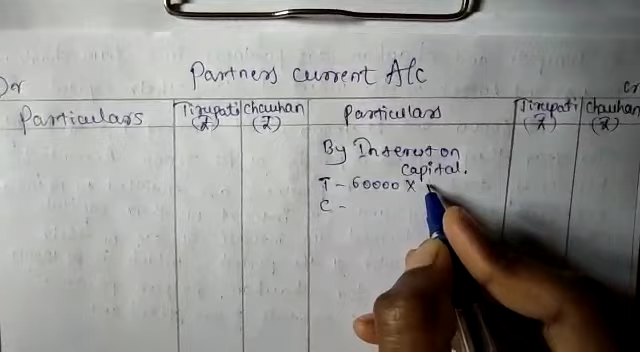 Partners current A/c
Dr
Cr
Particulars Tirupati (₹) Chauhan (₹) Particulars Tirupati (₹) Chauhan (₹)
By Interest on
capital.
T - 60000 X
C -